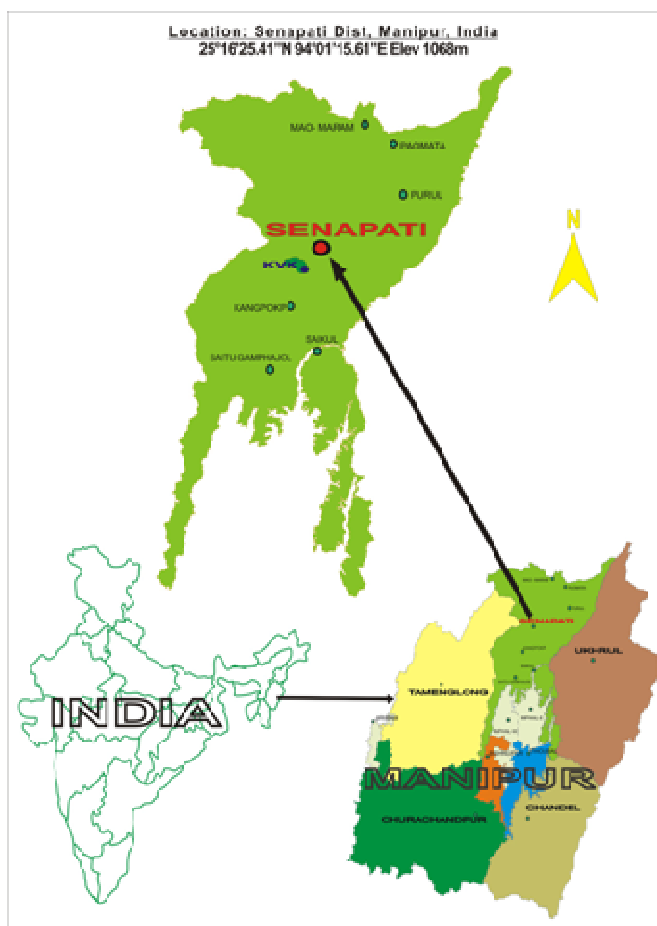 Location: Senapati Dist, Manipur, India
25°16'25.41"N 94°01'15.61"E Elev 1068m
MAO-MARAM
PAOMATA
PURUL
SENAPATI
KVK
KANGPOKPI
SAIKUL
SAITU GAMPHAJOL
N
SENAPATI
UKHRUL
TAMENGLONG
INDIA
MANIPUR
CHANDEL
CHURACHANDPUR